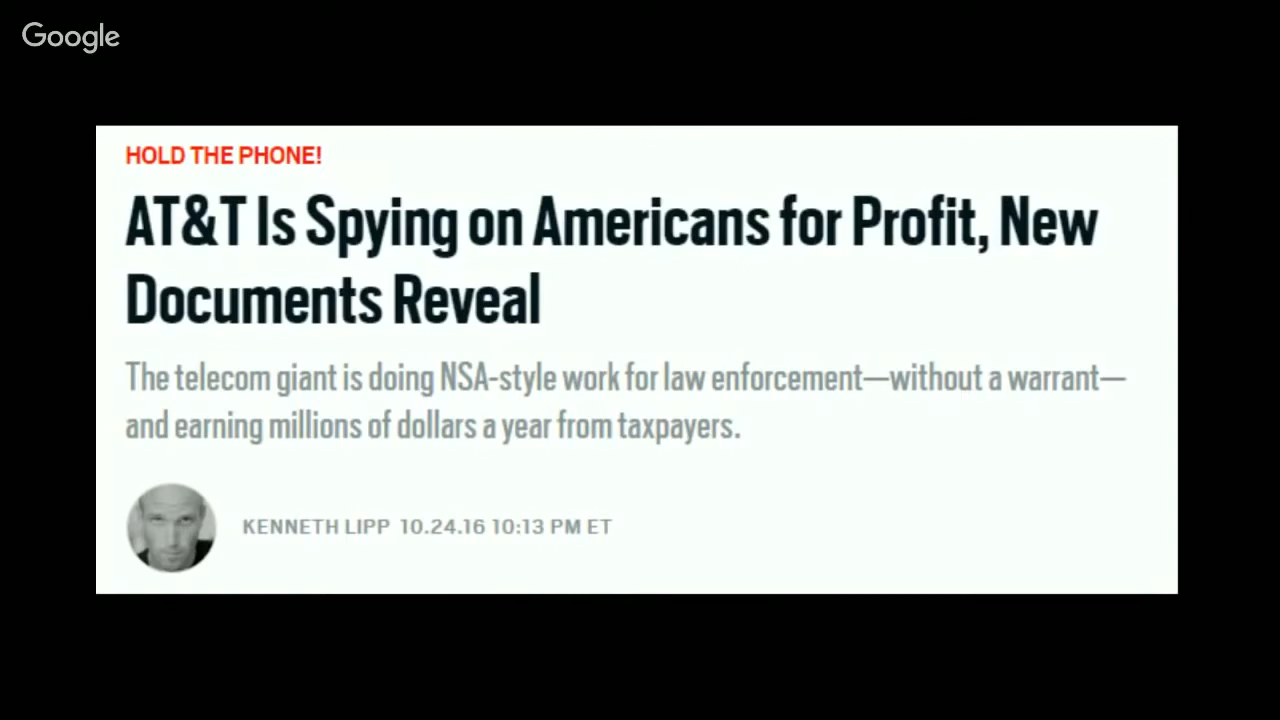 Google
HOLD THE PHONE!
AT&T Is Spying on Americans for Profit, New
Documents Reveal
The telecom giant is doing NSA-style work for law enforcement—without a warrant—
and earning millions of dollars a year from taxpayers.
KENNETH LIPP 10.24.16 10:13 PM ET